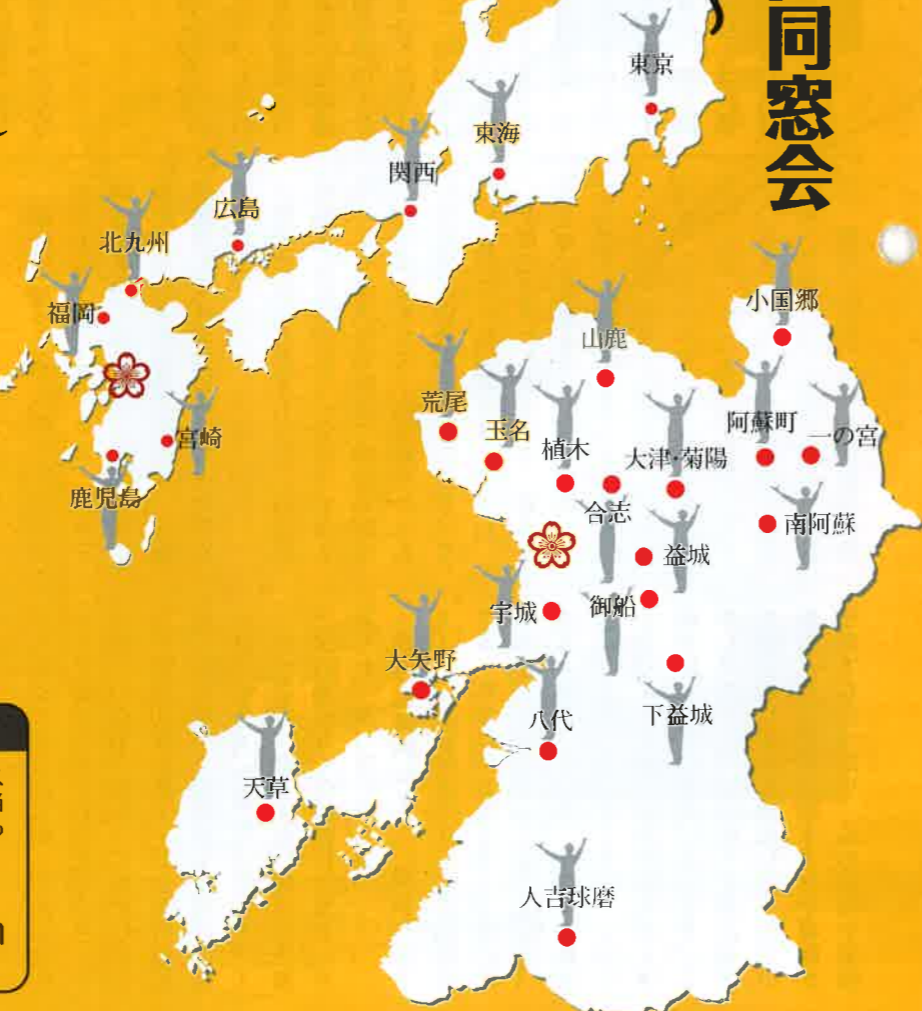 同窓会
東京
東海
関西
広島
北九州
福岡
宮崎
鹿児島
小国郷
山鹿
荒尾
玉名
植木
大津・菊陽
阿蘇町
一の宮
合志
南阿蘇
益城
宇城
御船
大矢野
八代
下益城
天草
人吉球磨